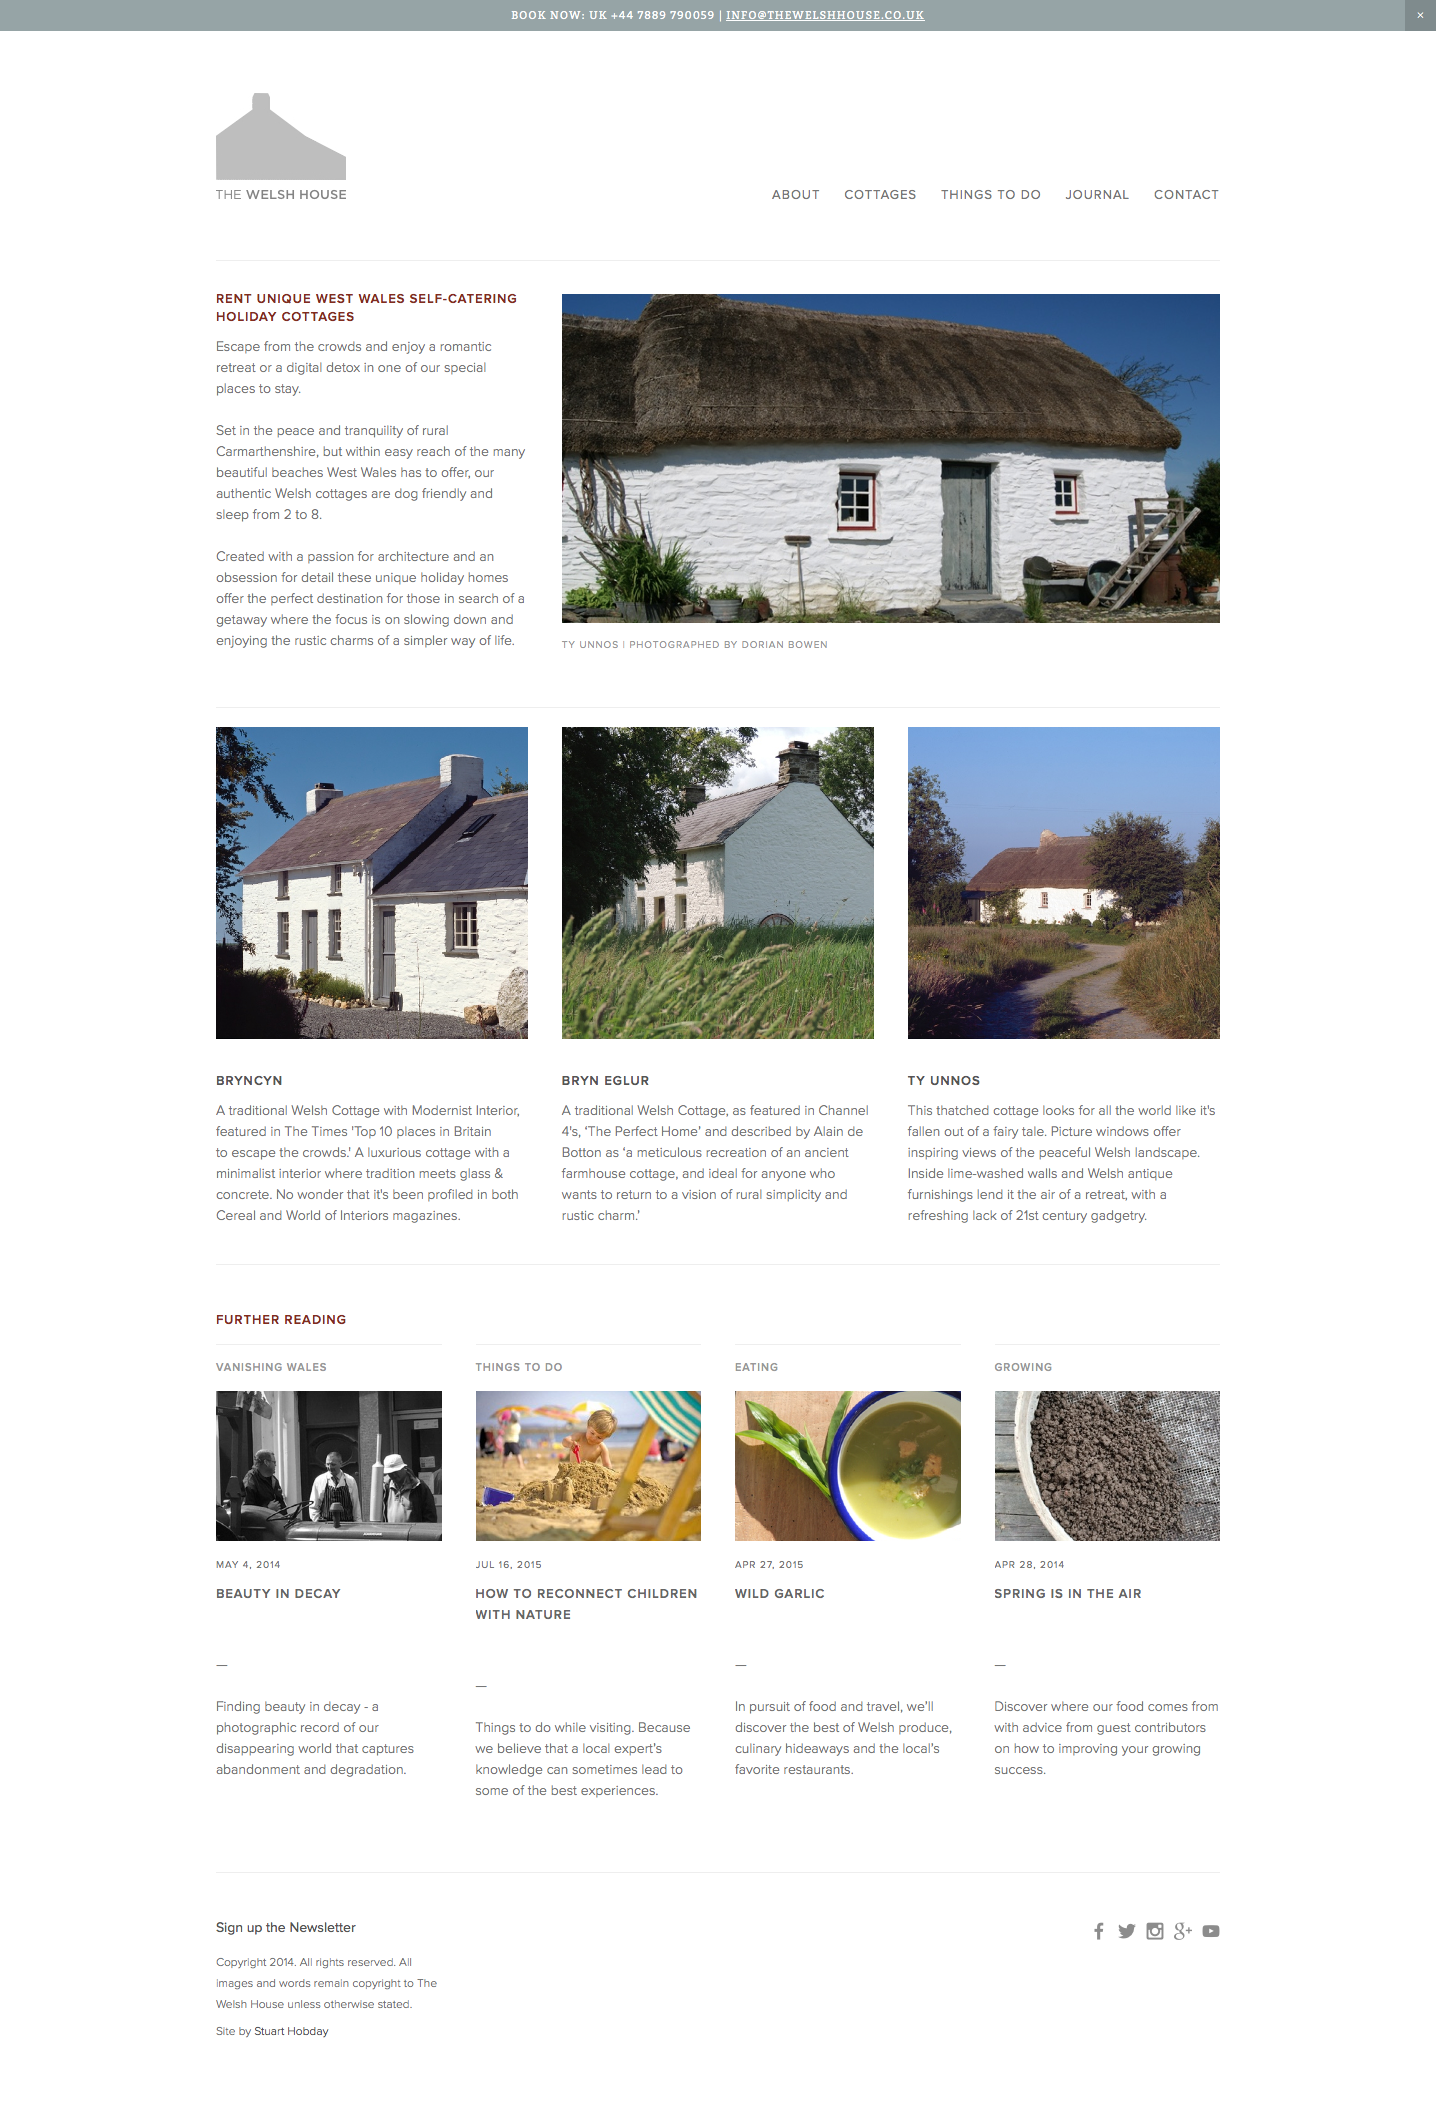 BOOK NOW: UK +44 7889 790059 | INFO@THEWELSHHOUSE.CO.UK
×
THE WELSH HOUSE
ABOUT COTTAGES THINGS TO DO JOURNAL CONTACT
RENT UNIQUE WEST WALES SELF-CATERING
HOLIDAY COTTAGES
Escape from the crowds and enjoy a romantic
retreat or a digital detox in one of our special
places to stay.
Set in the peace and tranquility of rural
Carmarthenshire, but within easy reach of the many
beautiful beaches West Wales has to offer, our
authentic Welsh cottages are dog friendly and
sleep from 2 to 8.
Created with a passion for architecture and an
obsession for detail these unique holiday homes
offer the perfect destination for those in search of a
getaway where the focus is on slowing down and
enjoying the rustic charms of a simpler way of life.
TY UNNOS | PHOTOGRAPHED BY DORIAN BOWEN
BRYNCYN
A traditional Welsh Cottage with Modernist Interior,
featured in The Times 'Top 10 places in Britain
to escape the crowds.' A luxurious cottage with a
minimalist interior where tradition meets glass &
concrete. No wonder that it's been profiled in both
Cereal and World of Interiors magazines.
BRYN EGLUR
A traditional Welsh Cottage, as featured in Channel
4's, ‘The Perfect Home’ and described by Alain de
Botton as ‘a meticulous recreation of an ancient
farmhouse cottage, and ideal for anyone who
wants to return to a vision of rural simplicity and
rustic charm.’
TY UNNOS
This thatched cottage looks for all the world like it's
fallen out of a fairy tale. Picture windows offer
inspiring views of the peaceful Welsh landscape.
Inside lime-washed walls and Welsh antique
furnishings lend it the air of a retreat, with a
refreshing lack of 21st century gadgetry.
FURTHER READING
VANISHING WALES
MAY 4, 2014
BEAUTY IN DECAY
—
Finding beauty in decay - a
photographic record of our
disappearing world that captures
abandonment and degradation.
THINGS TO DO
JUL 16, 2015
HOW TO RECONNECT CHILDREN
WITH NATURE
—
Things to do while visiting. Because
we believe that a local expert's
knowledge can sometimes lead to
some of the best experiences.
EATING
APR 27, 2015
WILD GARLIC
—
In pursuit of food and travel, we’ll
discover the best of Welsh produce,
culinary hideaways and the local’s
favorite restaurants.
GROWING
APR 28, 2014
SPRING IS IN THE AIR
—
Discover where our food comes from
with advice from guest contributors
on how to improving your growing
success.
Sign up the Newsletter
Copyright 2014. All rights reserved. All
images and words remain copyright to The
Welsh House unless otherwise stated.
Site by Stuart Hobday